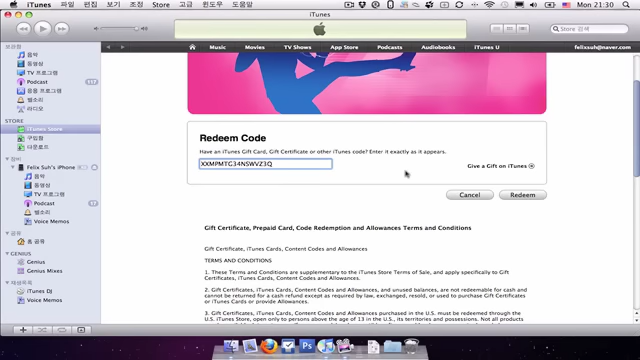 iTunes 파일 편집 보기 제어 Store 고급 윈도우 도움말
월 PM 21:30
iTunes
Store 검색
Music Movies TV Shows App Store Podcasts Audiobooks iTunes U
felixsuh@naver.com
보관함
음악
동영상
TV 프로그램
Podcast 117
응용 프로그램
벨소리
라디오
STORE
iTunes Store
구입함
다운로드
장비
Felix Suh's iPhone
음악
동영상
TV 프로그램
Podcast 17
벨소리
Voice Memos
공유
홈 공유
GENIUS
Genius
Genius Mixes
재생목록
iTunes DJ
Voice Memos
Redeem Code
Have an iTunes Gift Card, Gift Certificate or other iTunes code? Enter it exactly as it appears.
XXMPMTG34NSWVZ3Q
Give a Gift on iTunes
Cancel Redeem
Gift Certificate, Prepaid Card, Code Redemption and Allowances Terms and Conditions
Gift Certificate, iTunes Cards, Content Codes and Allowances
TERMS AND CONDITIONS
1. These Terms and Conditions are supplementary to the iTunes Store Terms of Sale, and apply specifically to Gift
Certificates, iTunes Cards, Content Codes and Allowances.
2. Gift Certificates, iTunes Cards, Content Codes and Allowances, and unused balances, are not redeemable for cash and
cannot be returned for a cash refund except as required by law, exchanged, resold, or used to purchase Gift Certificates
or iTunes Cards or provide Allowances.
3. Gift Certificates, iTunes Cards, Content Codes and Allowances purchased in the U.S. must be redeemed through the
U.S. iTunes Store, open only to persons above the age of 13 in the U.S., its territories and possessions. Not all products